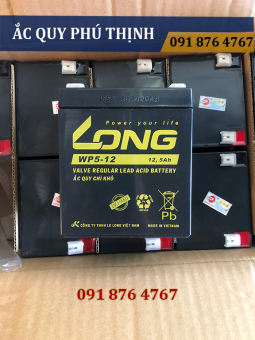 ẮC QUY PHÚ THỊNH
091 876 4767
Power your life
LONG
WP5-12
12, 5Ah
VALVE REGULAR LEAD ACID BATTERY
ẮC QUY CHÌ KHÔ
Pb
CÔNG TY TNHH LE LONG VIỆT NAM
MADE IN VIETNAM
091 876 4767